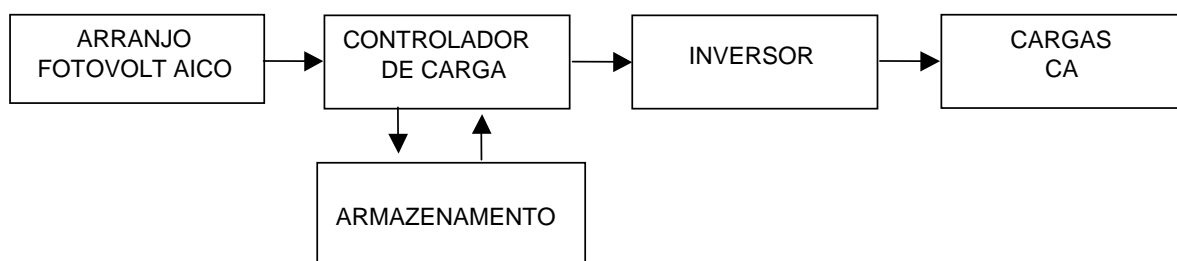 ARRANJO
FOTOVOLT AICO
CONTROLADOR
DE CARGA
INVERSOR
CARGAS
CA
ARMAZENAMENTO